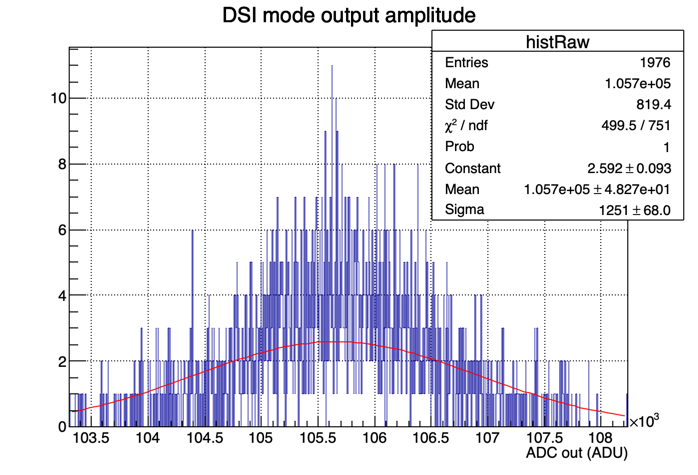 DSI mode output amplitude
histRaw
Entries 1976
Mean 1.057e+05
Std Dev 819.4
χ² / ndf 499.5 / 751
Prob 1
Constant 2.592 ± 0.093
Mean 1.057e+05 ± 4.827e+01
Sigma 1251 ± 68.0
10
8
6
4
2
0
103.5 104 104.5 105 105.5 106 106.5 107 107.5 108
×10³
ADC out (ADU)